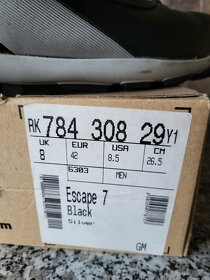 RK 784 308 29 Y1
UK EUR USA CM
8 42 8.5 26.5
6303 MEN
Escape 7
Black
Silver
GM